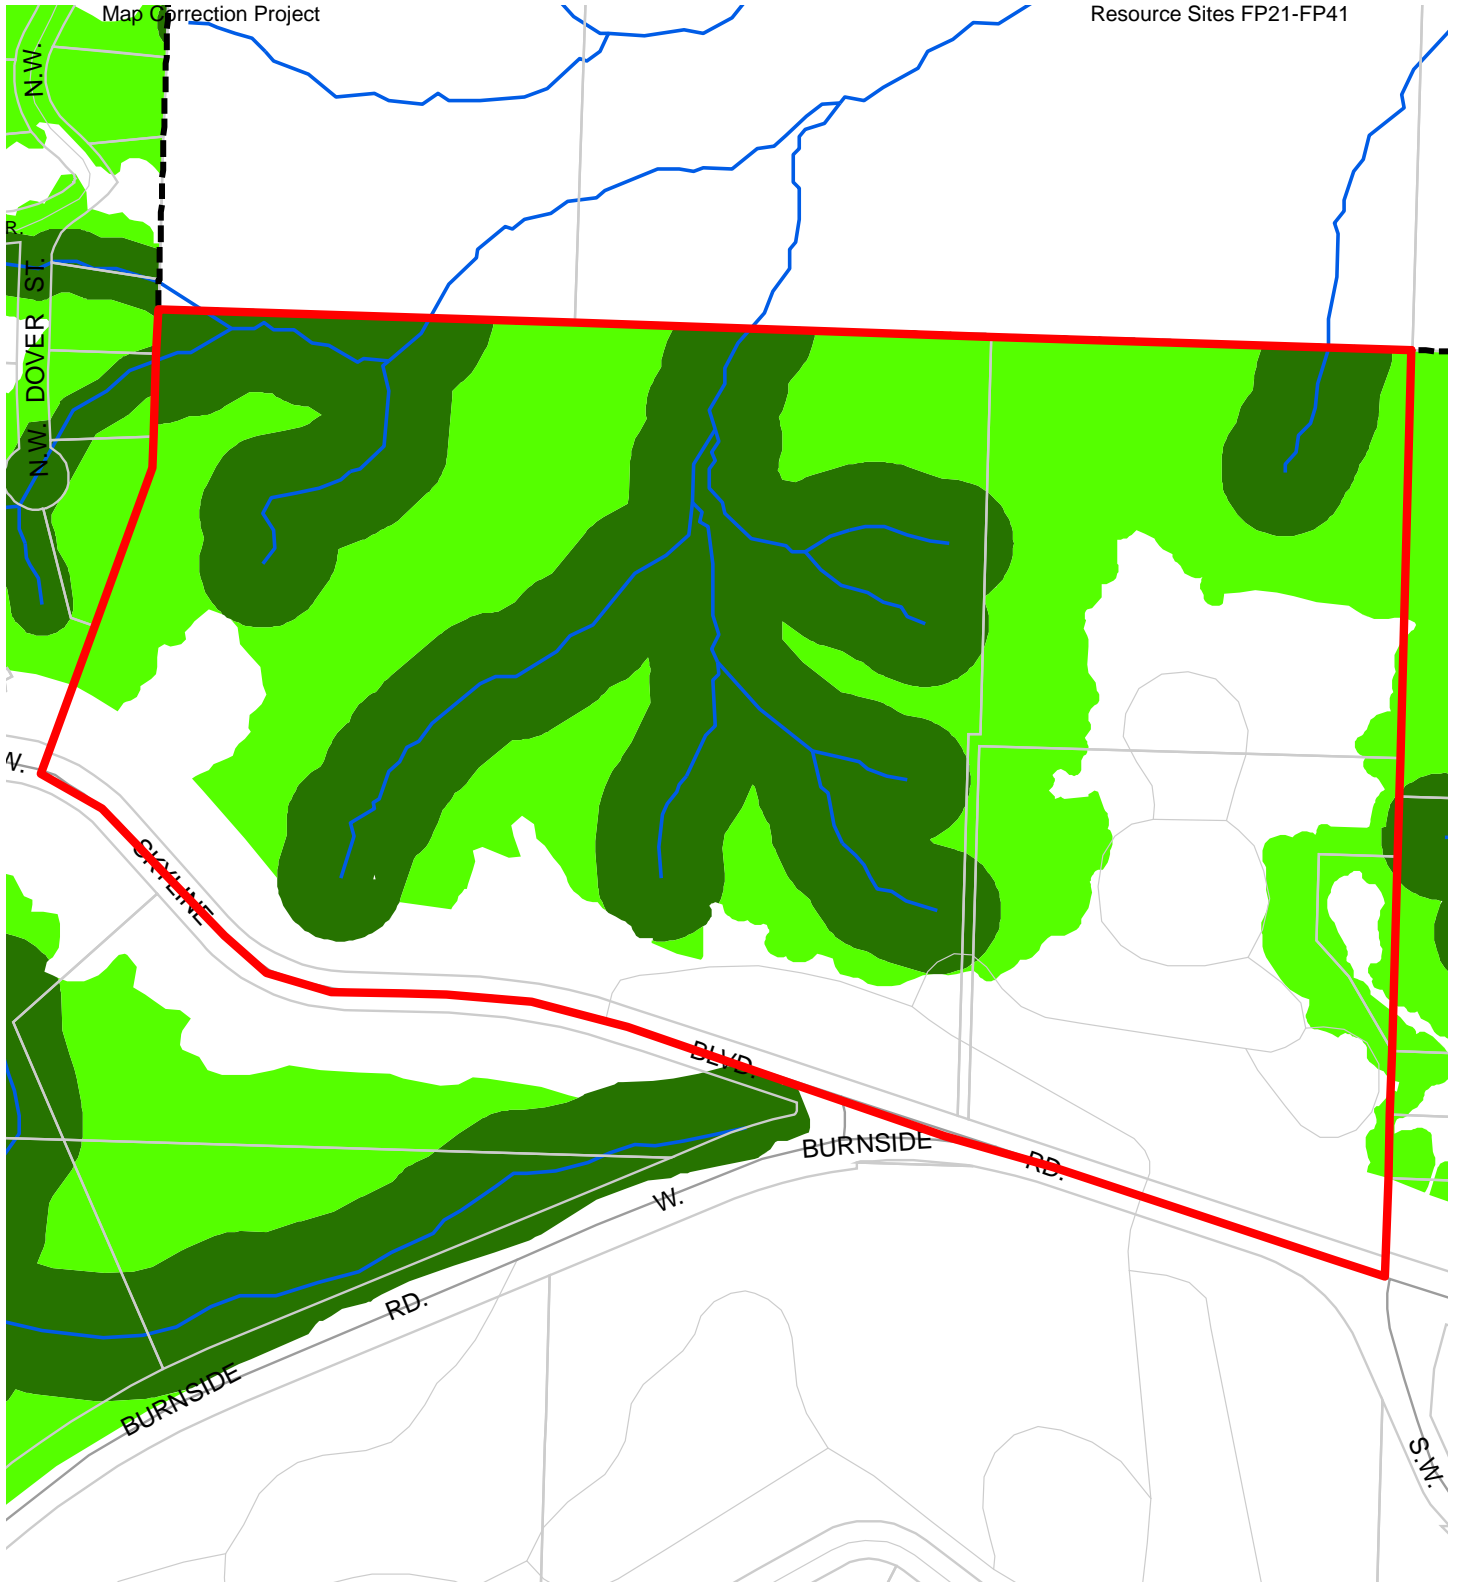 Map Correction Project
Resource Sites FP21-FP41
N.W.
R.
N.W. DOVER ST.
W.
SKYLINE
BLVD.
BURNSIDE
RD.
W.
RD.
BURNSIDE
S.W.